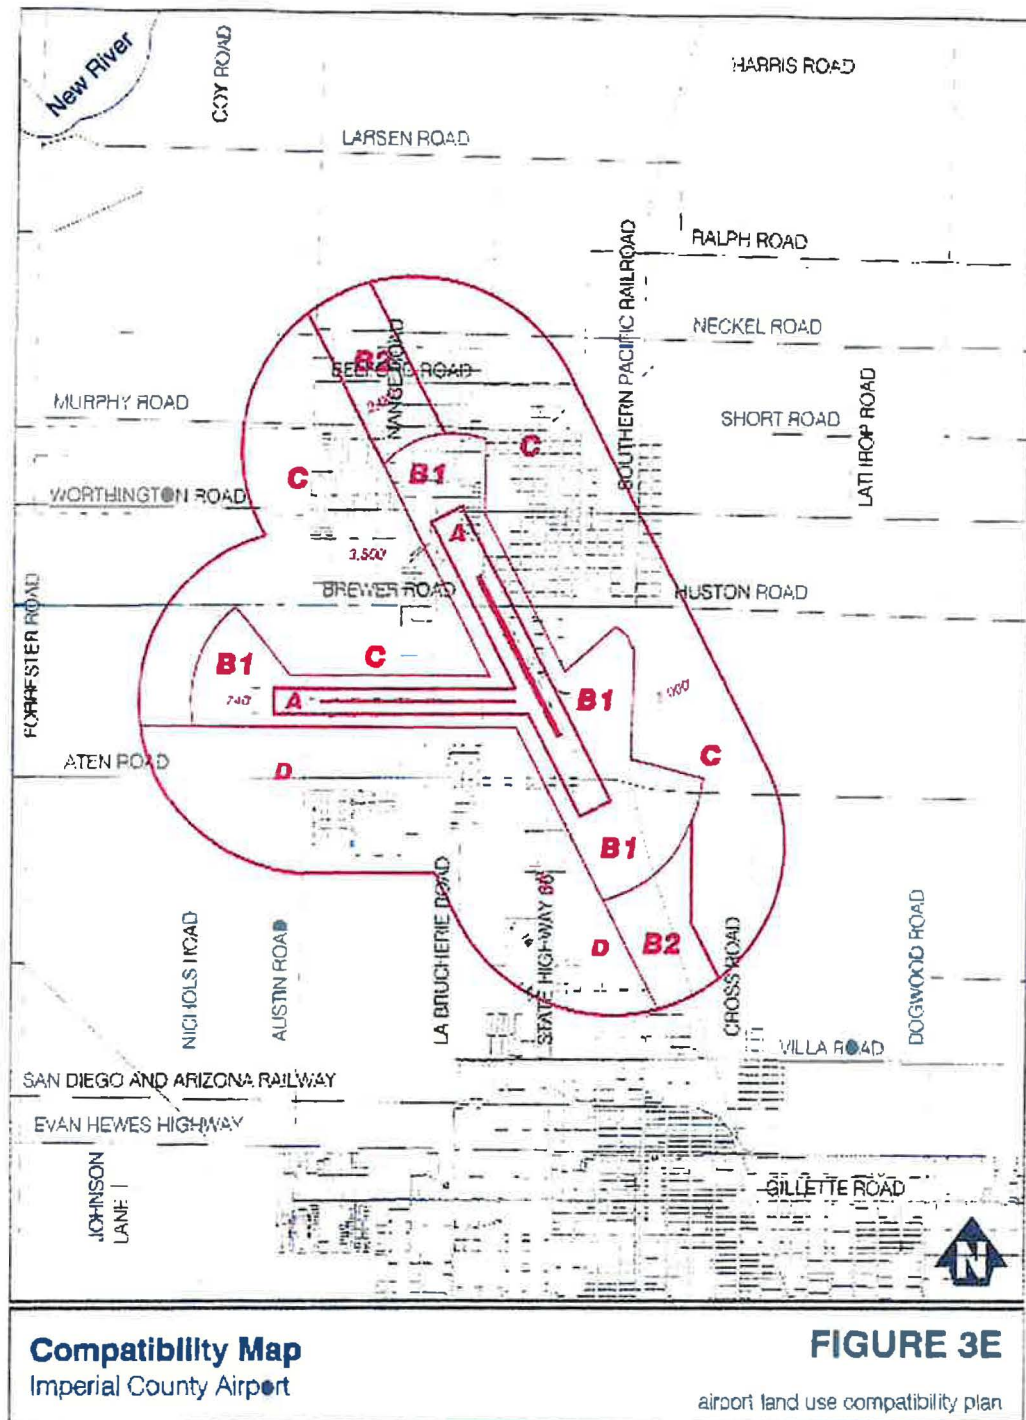 New River
COY ROAD
HARRIS ROAD
LARSEN ROAD
RALPH ROAD
SOUTHERN PACIFIC RAILROAD
NECKEL ROAD
B2
ROAD
NANCE ROAD
MURPHY ROAD
SHORT ROAD
LATHROP ROAD
C
C
B1
WORTHINGTON ROAD
A
3,500'
BREWER ROAD
HUSTON ROAD
FORRESTER ROAD
C
B1
B1
740'
A
C
ATEN ROAD
D
B1
LA BRUCHERIE ROAD
STATE HIGHWAY 86
D
B2
CROSS ROAD
DOGWOOD ROAD
NICHOLS ROAD
AUSTIN ROAD
VILLA ROAD
SAN DIEGO AND ARIZONA RAILWAY
EVAN HEWES HIGHWAY
JOHNSON
LANE
GILLETTE ROAD
N
Compatibility Map
Imperial County Airport
FIGURE 3E
airport land use compatibility plan